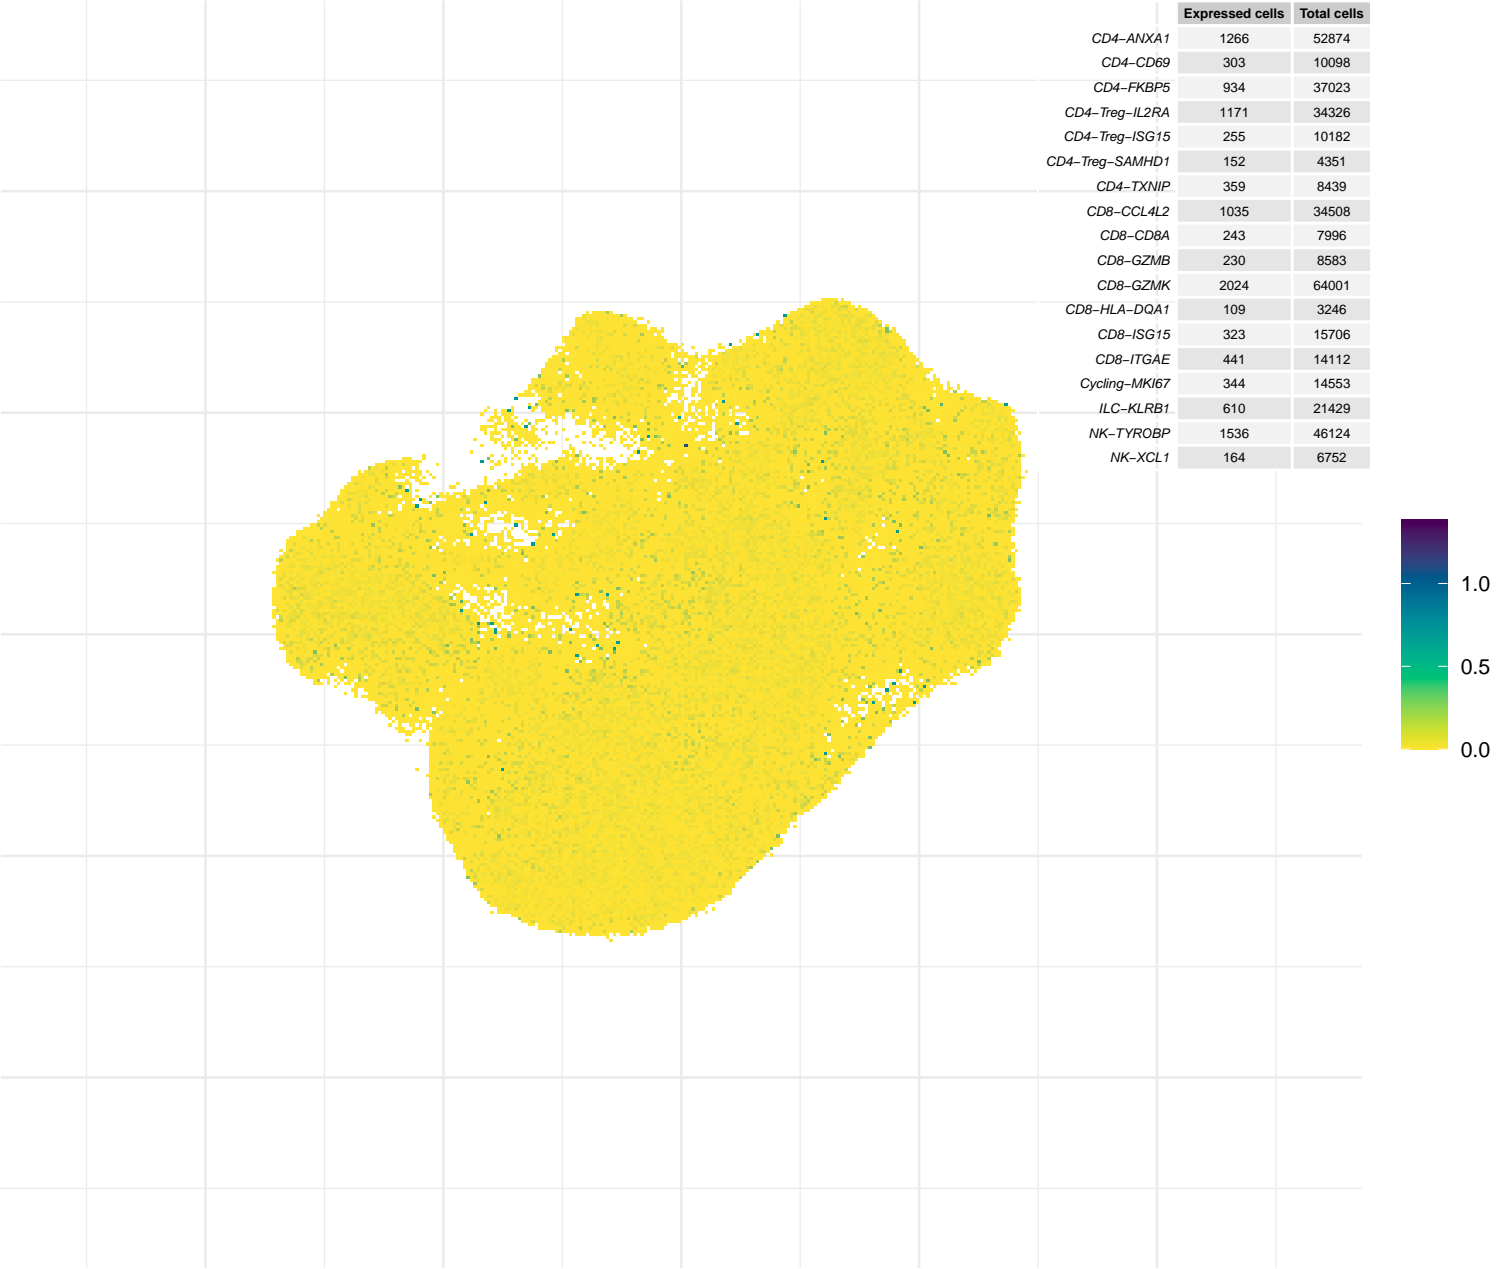 Expressed cells Total cells
CD4−ANXA1 1266 52874
CD4−CD69 303 10098
CD4−FKBP5 934 37023
CD4−Treg−IL2RA 1171 34326
CD4−Treg−ISG15 255 10182
CD4−Treg−SAMHD1 152 4351
CD4−TXNIP 359 8439
CD8−CCL4L2 1035 34508
CD8−CD8A 243 7996
CD8−GZMB 230 8583
CD8−GZMK 2024 64001
CD8−HLA−DQA1 109 3246
CD8−ISG15 323 15706
CD8−ITGAE 441 14112
Cycling−MKI67 344 14553
ILC−KLRB1 610 21429
NK−TYROBP 1536 46124
NK−XCL1 164 6752
1.0
0.5
0.0